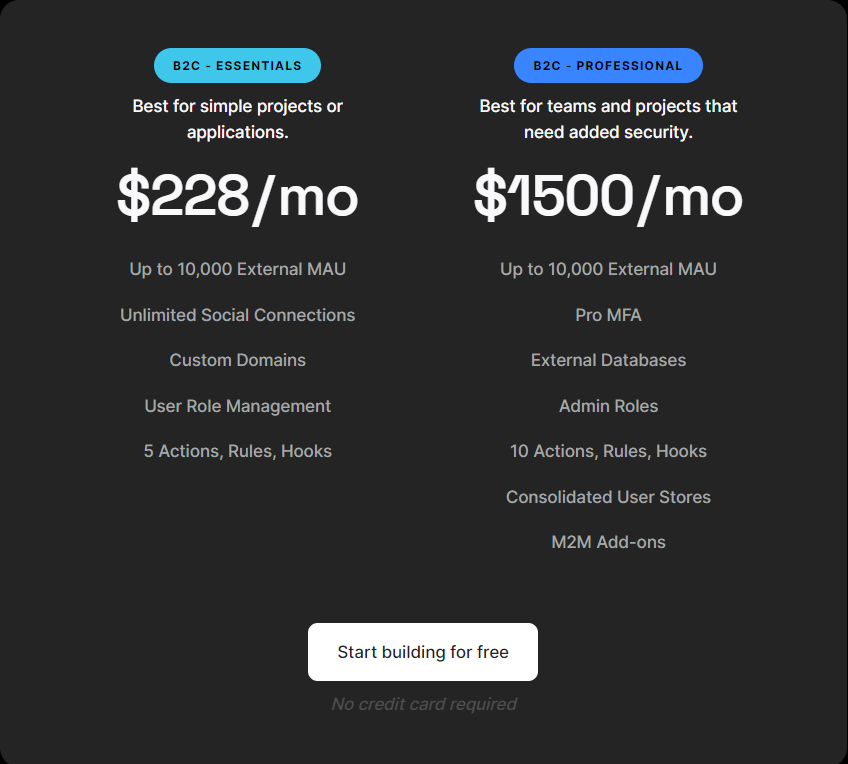 B2C - ESSENTIALS
Best for simple projects or
applications.
$228/mo
Up to 10,000 External MAU
Unlimited Social Connections
Custom Domains
User Role Management
5 Actions, Rules, Hooks
B2C - PROFESSIONAL
Best for teams and projects that
need added security.
$1500/mo
Up to 10,000 External MAU
Pro MFA
External Databases
Admin Roles
10 Actions, Rules, Hooks
Consolidated User Stores
M2M Add-ons
Start building for free
No credit card required